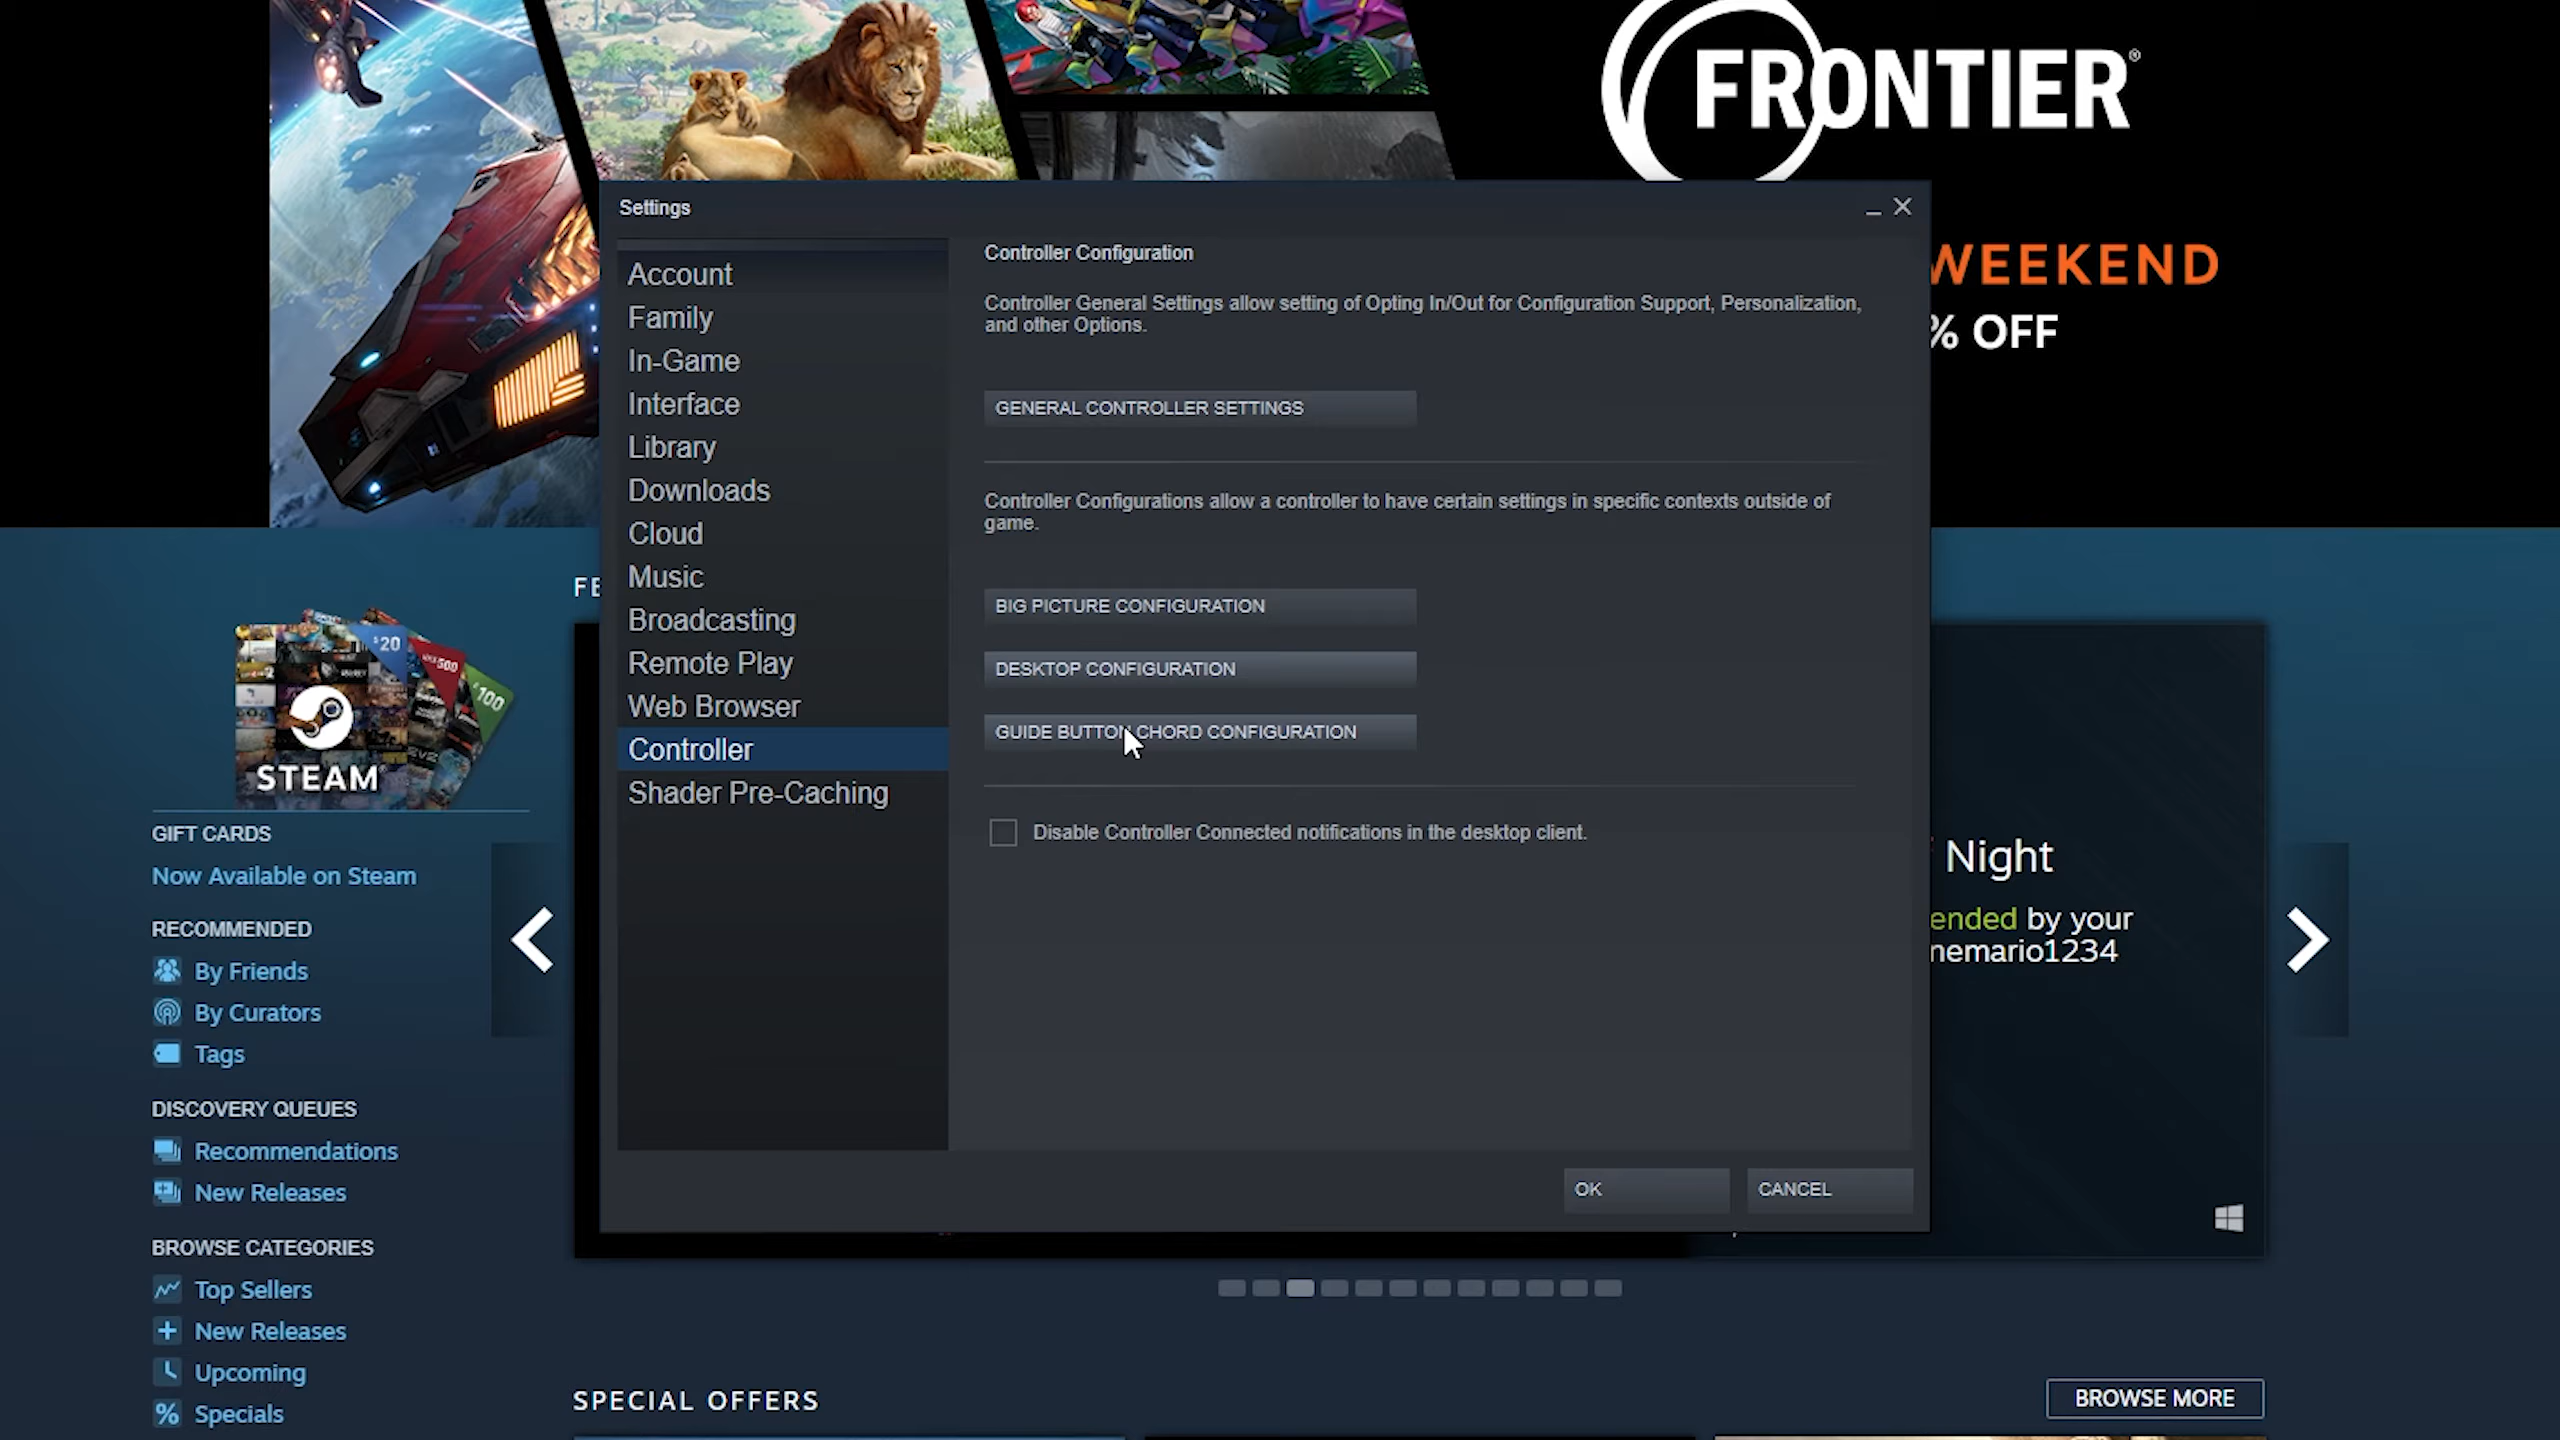 FRONTIER®
WEEKEND
% OFF
Settings
Account
Family
In-Game
Interface
Library
Downloads
Cloud
Music
Broadcasting
Remote Play
Web Browser
Controller
Shader Pre-Caching
Controller Configuration
Controller General Settings allow setting of Opting In/Out for Configuration Support, Personalization,
and other Options.
GENERAL CONTROLLER SETTINGS
Controller Configurations allow a controller to have certain settings in specific contexts outside of
game.
BIG PICTURE CONFIGURATION
DESKTOP CONFIGURATION
GUIDE BUTTON CHORD CONFIGURATION
Disable Controller Connected notifications in the desktop client.
OK
CANCEL
FE
$20
$100
STEAM
GIFT CARDS
Now Available on Steam
RECOMMENDED
By Friends
By Curators
Tags
DISCOVERY QUEUES
Recommendations
New Releases
BROWSE CATEGORIES
Top Sellers
New Releases
Upcoming
Specials
Night
ended by your
nemario1234
SPECIAL OFFERS
BROWSE MORE